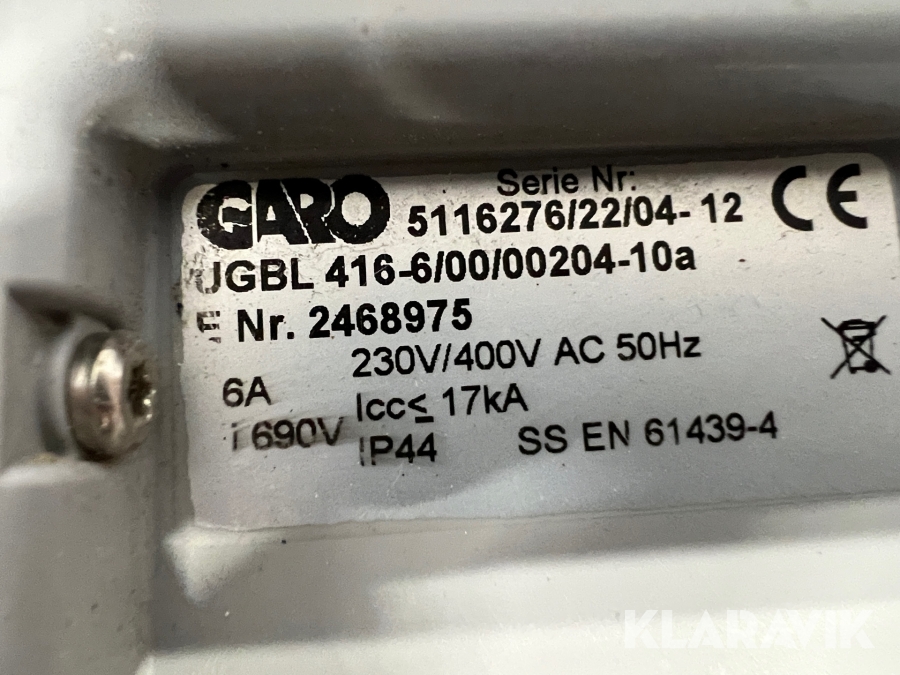 GARO
Serie Nr:
5116276/22/04-12
CE
UGBL 416-6/00/00204-10a
E Nr. 2468975
230V/400V AC 50Hz
6A
Icc≤ 17kA
690V
IP44
SS EN 61439-4
KLARAVIK